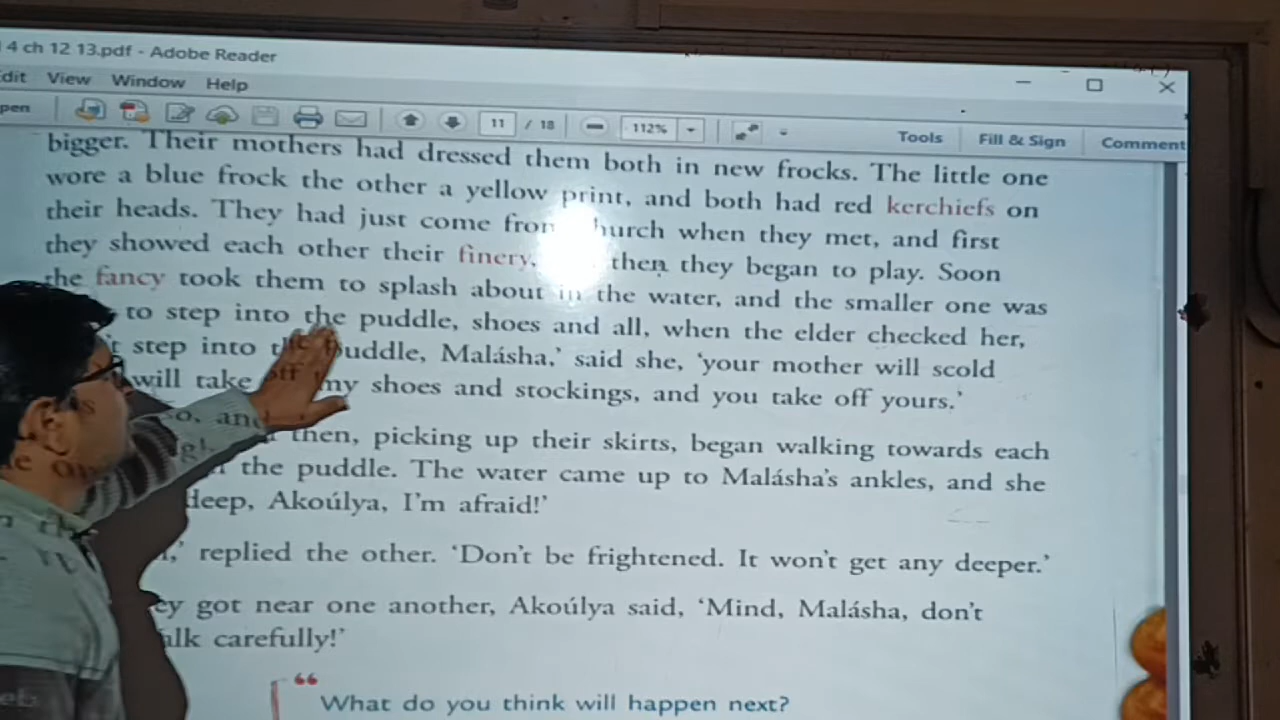 4 ch 12 13.pdf - Adobe Reader
dit View Window Help
pen 11 / 18 112% Tools Fill & Sign Comment
bigger. Their mothers had dressed them both in new frocks. The little one
wore a blue frock the other a yellow print, and both had red kerchiefs on
their heads. They had just come from church when they met, and first
they showed each other their finery, then they began to play. Soon
the fancy took them to splash about in the water, and the smaller one was
to step into the puddle, shoes and all, when the elder checked her,
step into the puddle, Malásha,' said she, 'your mother will scold
will take off my shoes and stockings, and you take off yours.'
so, and
then, picking up their skirts, began walking towards each
the puddle. The water came up to Malásha's ankles, and she
deep, Akoúlya, I'm afraid!'
replied the other. 'Don't be frightened. It won't get any deeper.'
ey got near one another, Akoúlya said, 'Mind, Malásha, don't
alk carefully!'
“
What do you think will happen next?